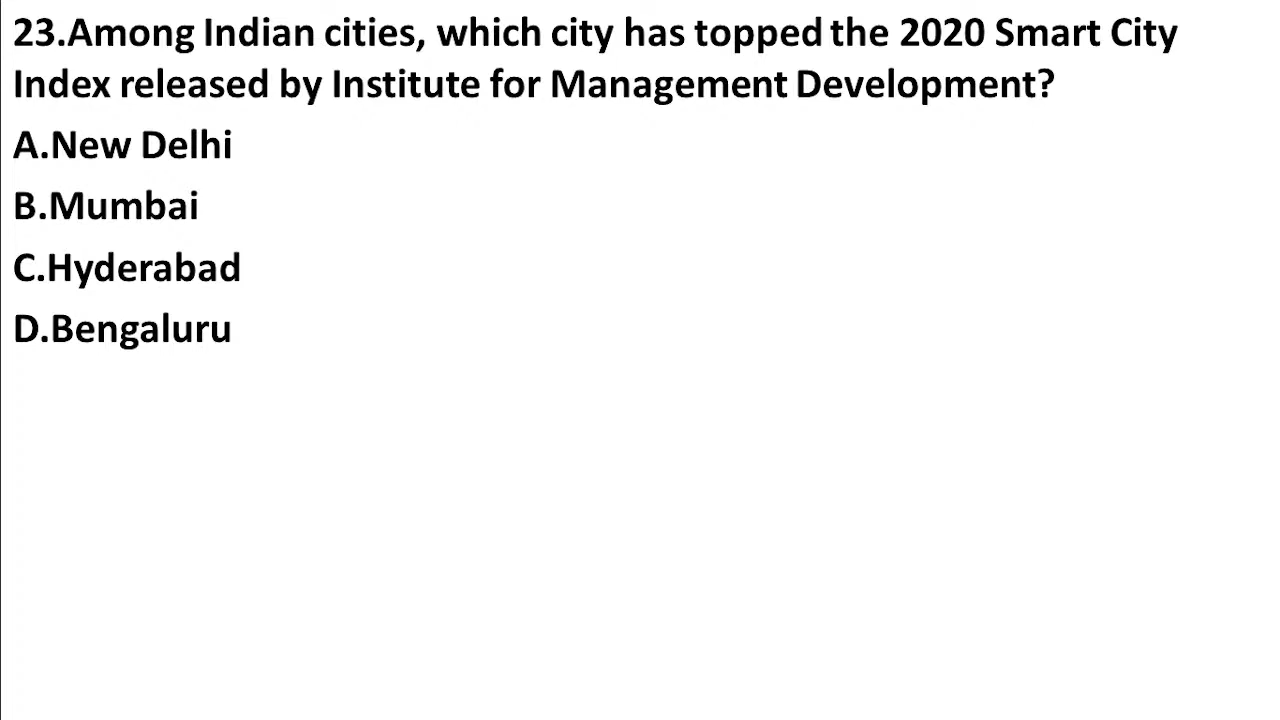 23.Among Indian cities, which city has topped the 2020 Smart City
Index released by Institute for Management Development?
A.New Delhi
B.Mumbai
C.Hyderabad
D.Bengaluru